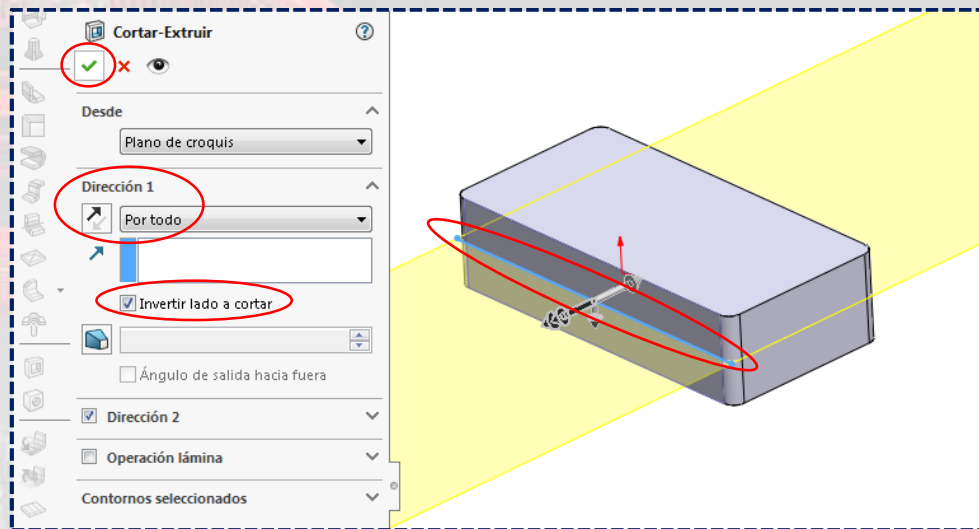 Cortar-Extruir
?
Desde
Plano de croquis
Dirección 1
Por todo
Invertir lado a cortar
Ángulo de salida hacia fuera
Dirección 2
Operación lámina
Contornos seleccionados